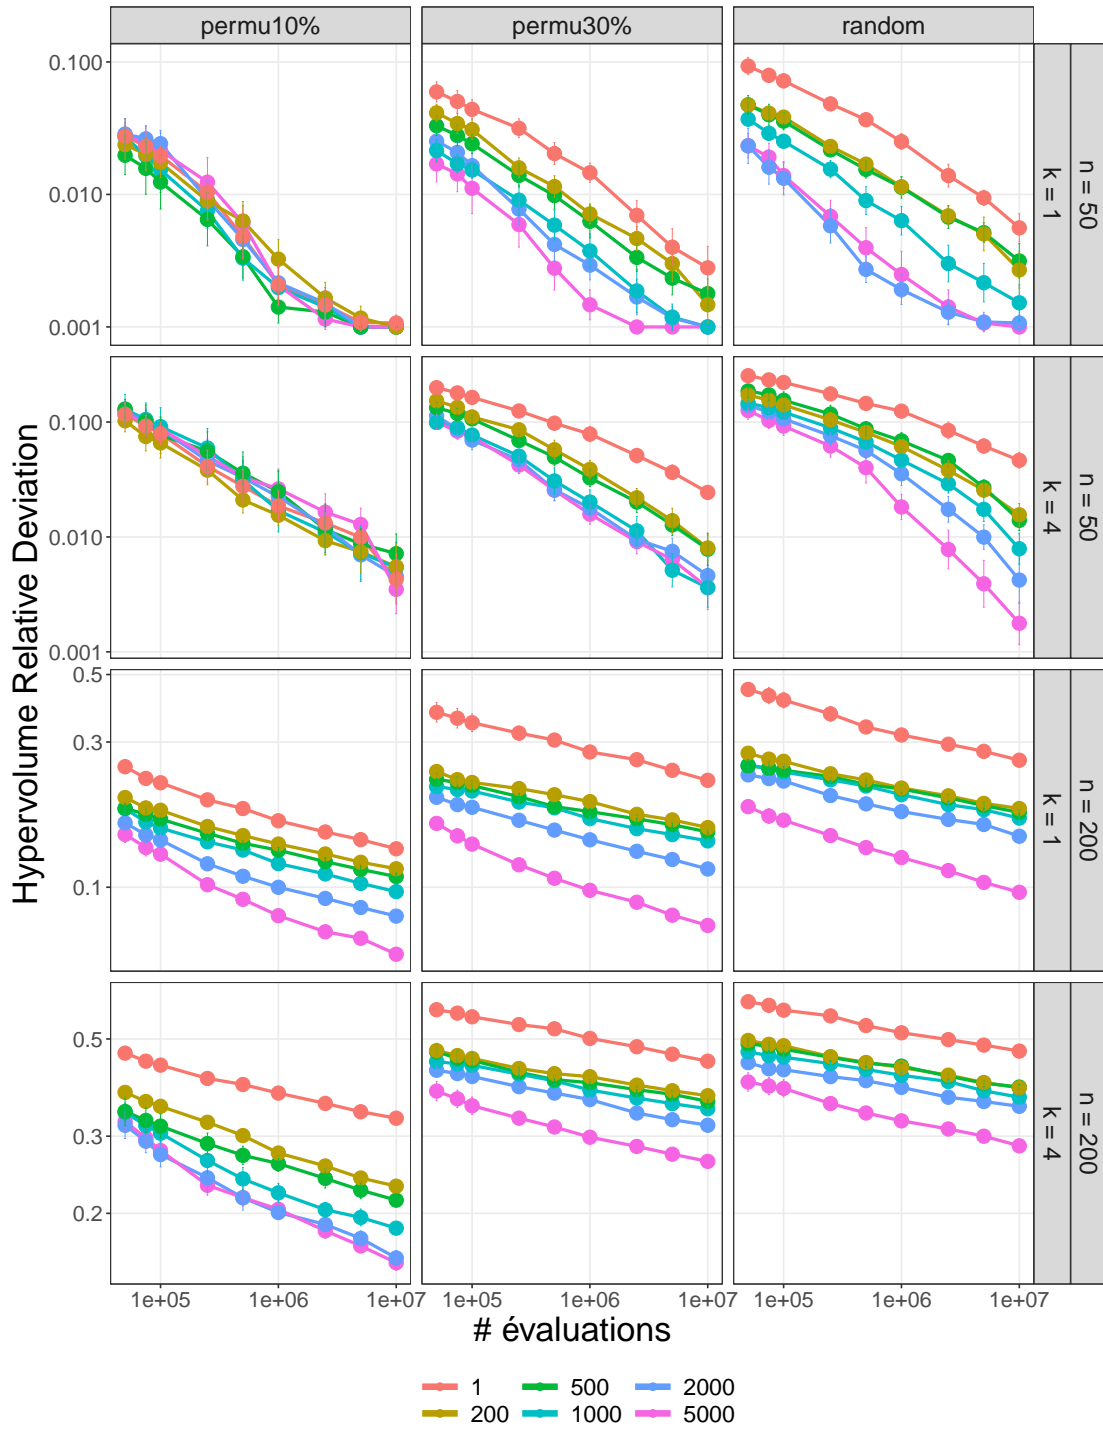 permu10% permu30% random
0.100
0.010
0.001
n = 50
k = 1
0.100
0.010
0.001
n = 50
k = 4
0.5
0.3
0.1
n = 200
k = 1
0.5
0.3
0.2
n = 200
k = 4
Hypervolume Relative Deviation
1e+05 1e+06 1e+07 1e+05 1e+06 1e+07 1e+05 1e+06 1e+07
# évaluations
1 500 2000
200 1000 5000